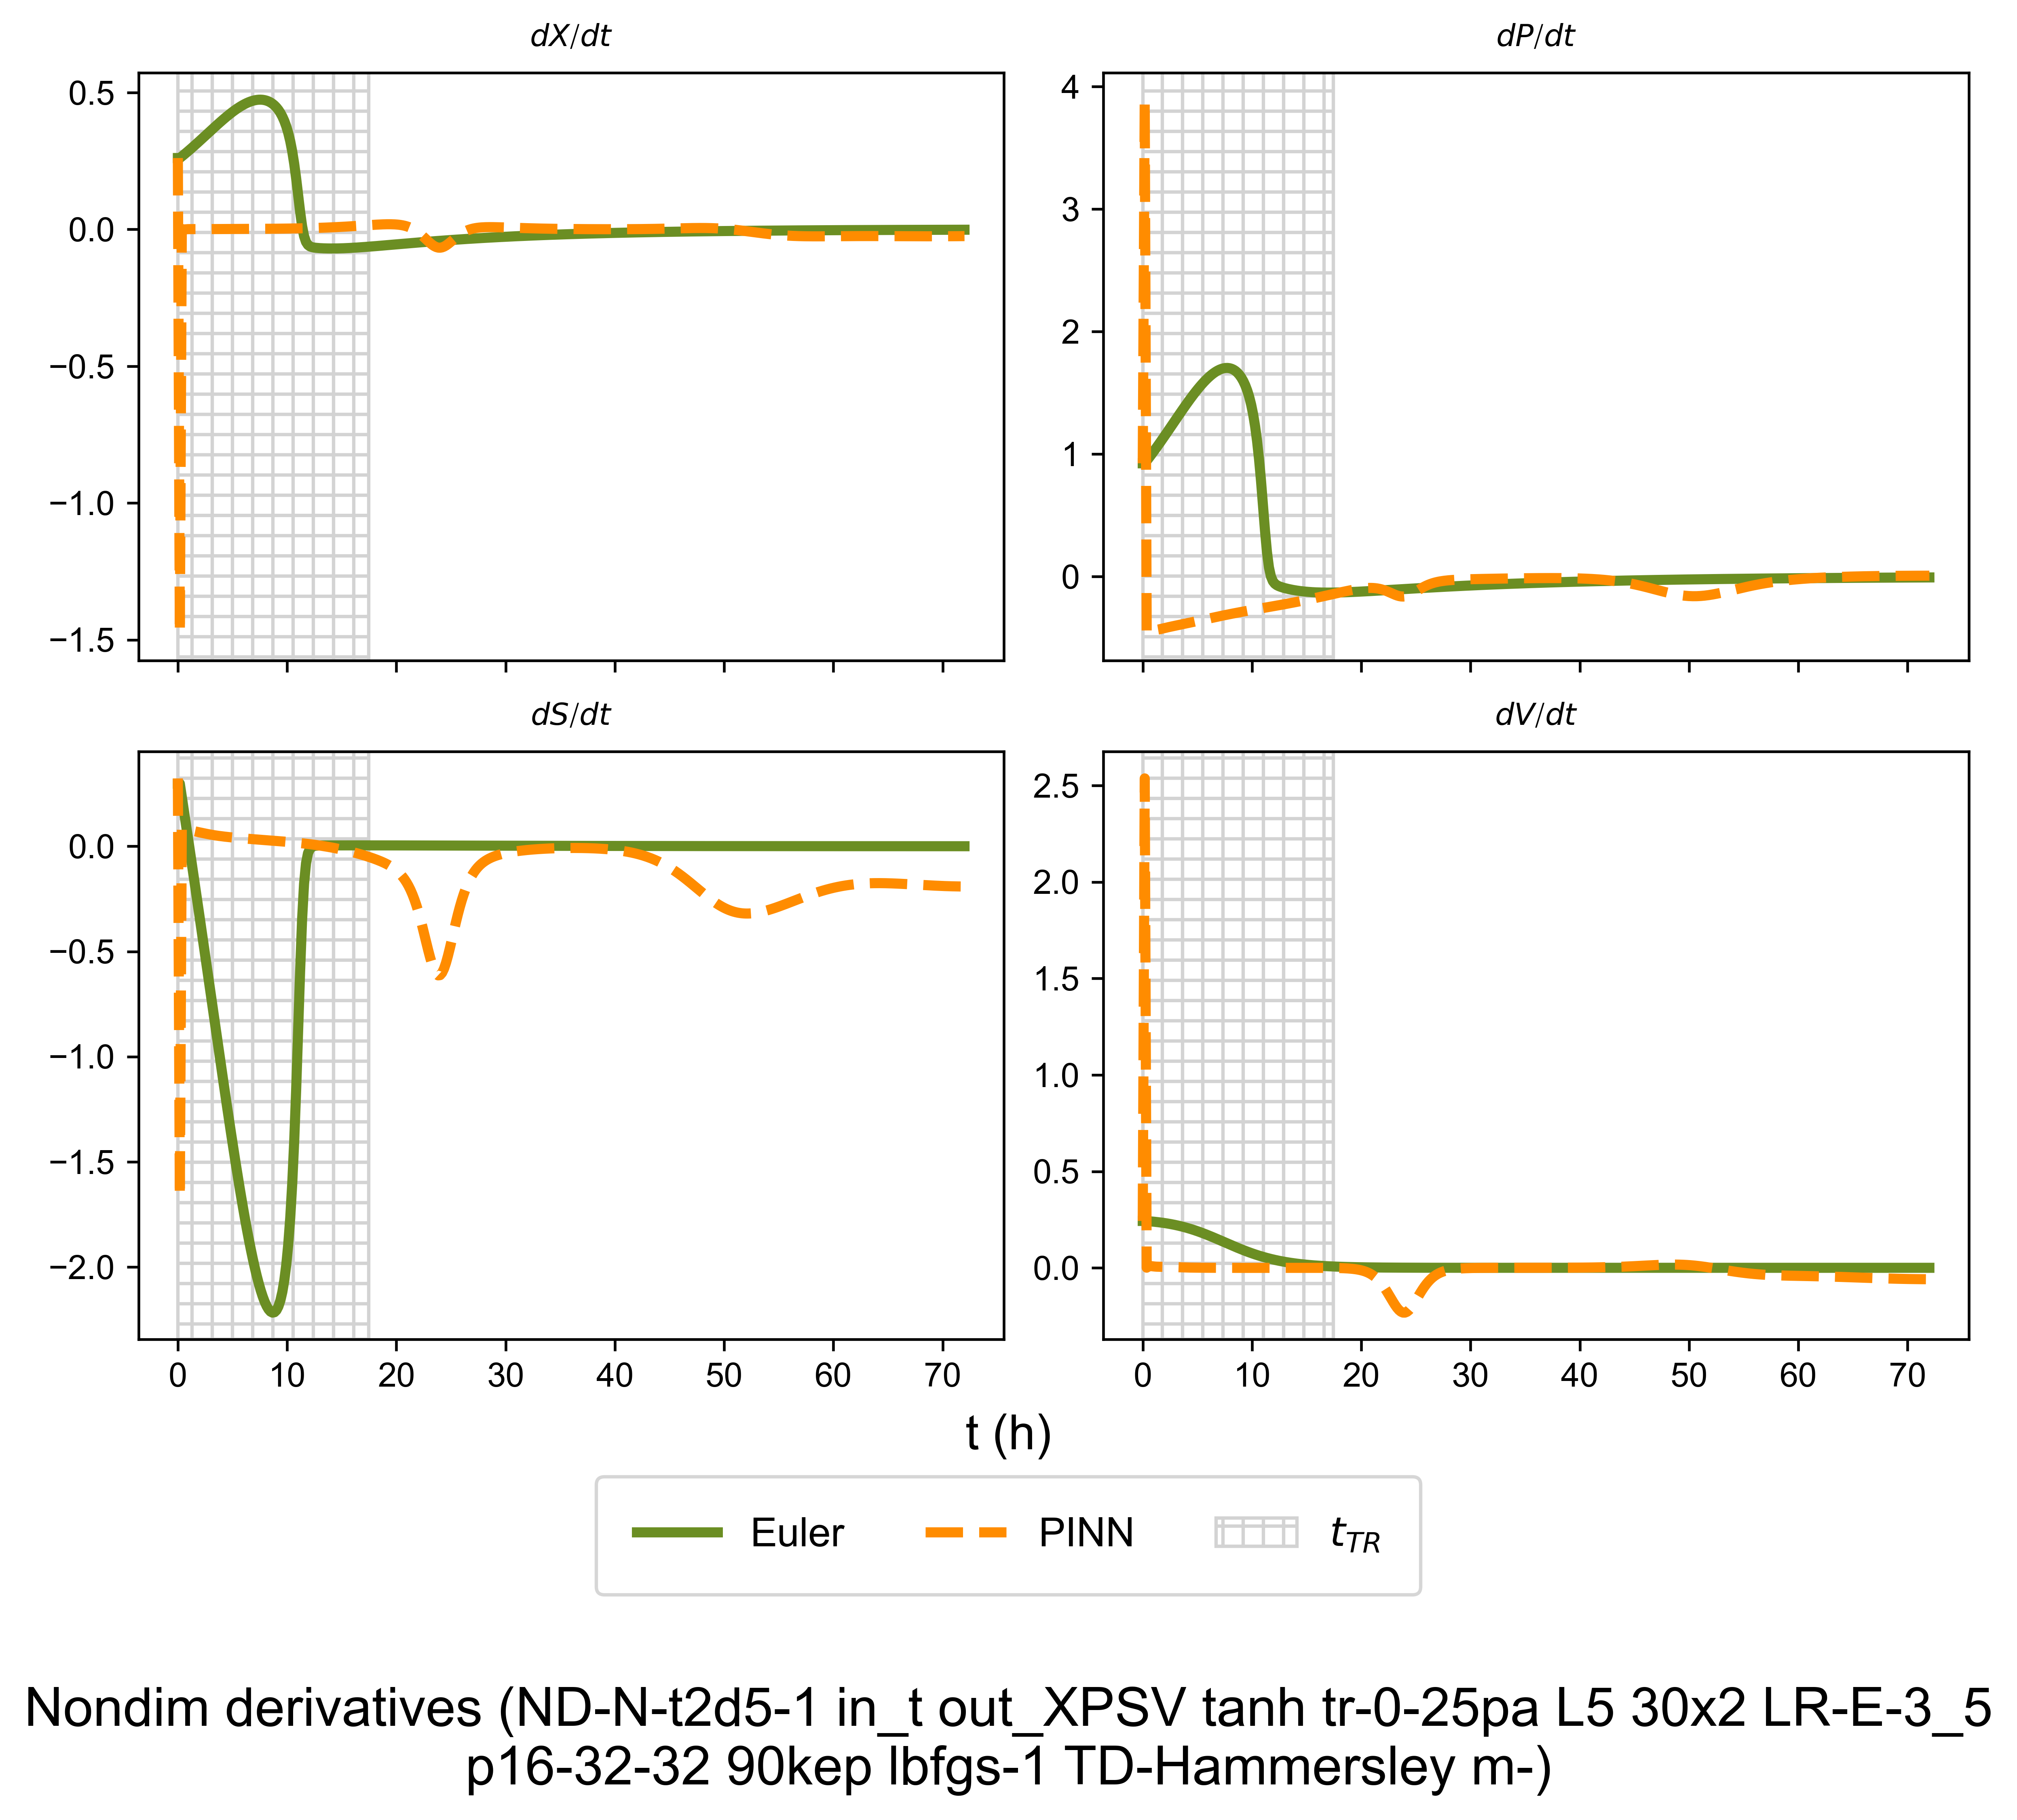 dX/dt
0.5
0.0
−0.5
−1.0
−1.5
dP/dt
4
3
2
1
0
dS/dt
0.0
−0.5
−1.0
−1.5
−2.0
0 10 20 30 40 50 60 70
dV/dt
2.5
2.0
1.5
1.0
0.5
0.0
0 10 20 30 40 50 60 70
t (h)
Euler PINN t_TR
Nondim derivatives (ND-N-t2d5-1 in_t out_XPSV tanh tr-0-25pa L5 30x2 LR-E-3_5
p16-32-32 90kep lbfgs-1 TD-Hammersley m-)